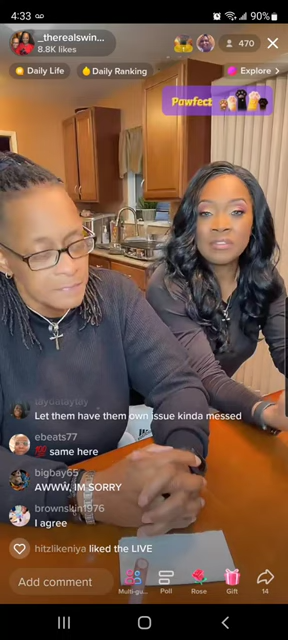 4:33
90%
_therealswin...
8.8K likes
470
Daily Life
Daily Ranking
Explore >
Pawfect
Let them have them own issue kinda messed
ebeats77
💯 same here
bigbay65
AWWW, IM SORRY
brownskin1976
I agree
hitzlikeniya liked the LIVE
Add comment
Multi-gu...
Poll
Rose
Gift
14